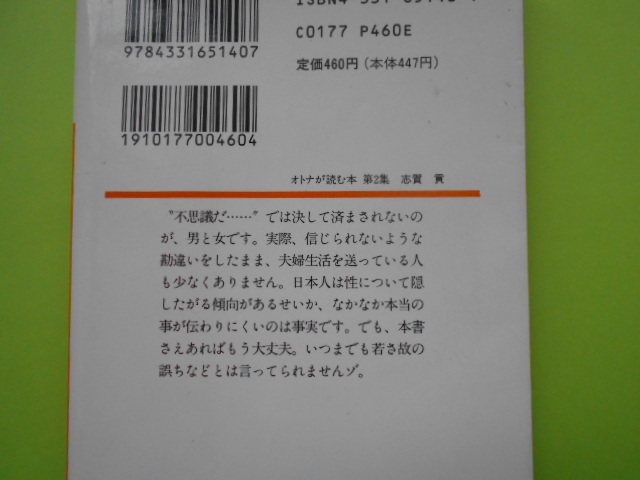 C0177 P460E
9784331651407
定価460円（本体447円）
1910177004604
オトナが読む本 第2集 志賀 貢
〝不思議だ……〟では決して済まされないの
が、男と女です。実際、信じられないような
勘違いをしたまま、夫婦生活を送っている人
も少なくありません。日本人は性について隠
したがる傾向があるせいか、なかなか本当の
事が伝わりにくいのは事実です。でも、本書
さえあればもう大丈夫。いつまでも若さ故の
誤ちなどとは言ってられませんゾ。